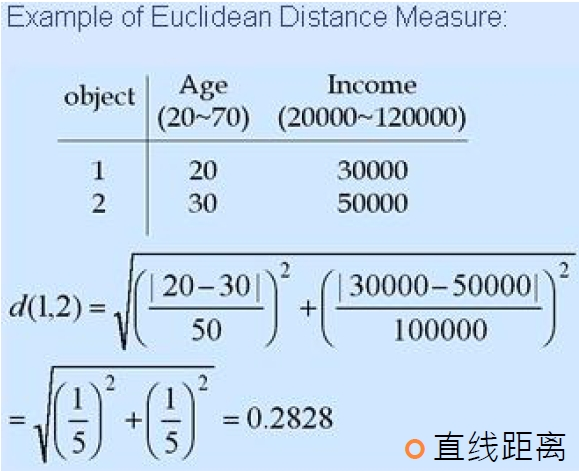 Example of Euclidean Distance Measure:
object Age Income
(20~70) (20000~120000)
1 20 30000
2 30 50000
d(1,2) = √((|20−30|/50)² + (|30000−50000|/100000)²)
= √((1/5)² + (1/5)²) = 0.2828
直线距离